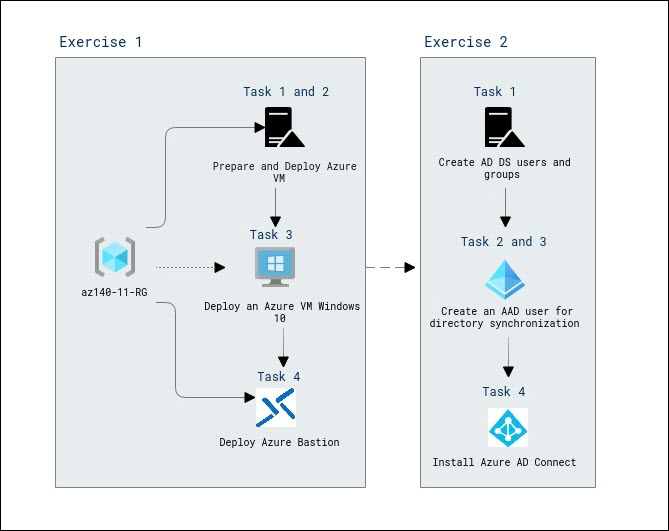 Exercise 1
Task 1 and 2
Prepare and Deploy Azure
VM
Task 3
az140-11-RG
Deploy an Azure VM Windows
10
Task 4
Deploy Azure Bastion
Exercise 2
Task 1
Create AD DS users and
groups
Task 2 and 3
Create an AAD user for
directory synchronization
Task 4
Install Azure AD Connect